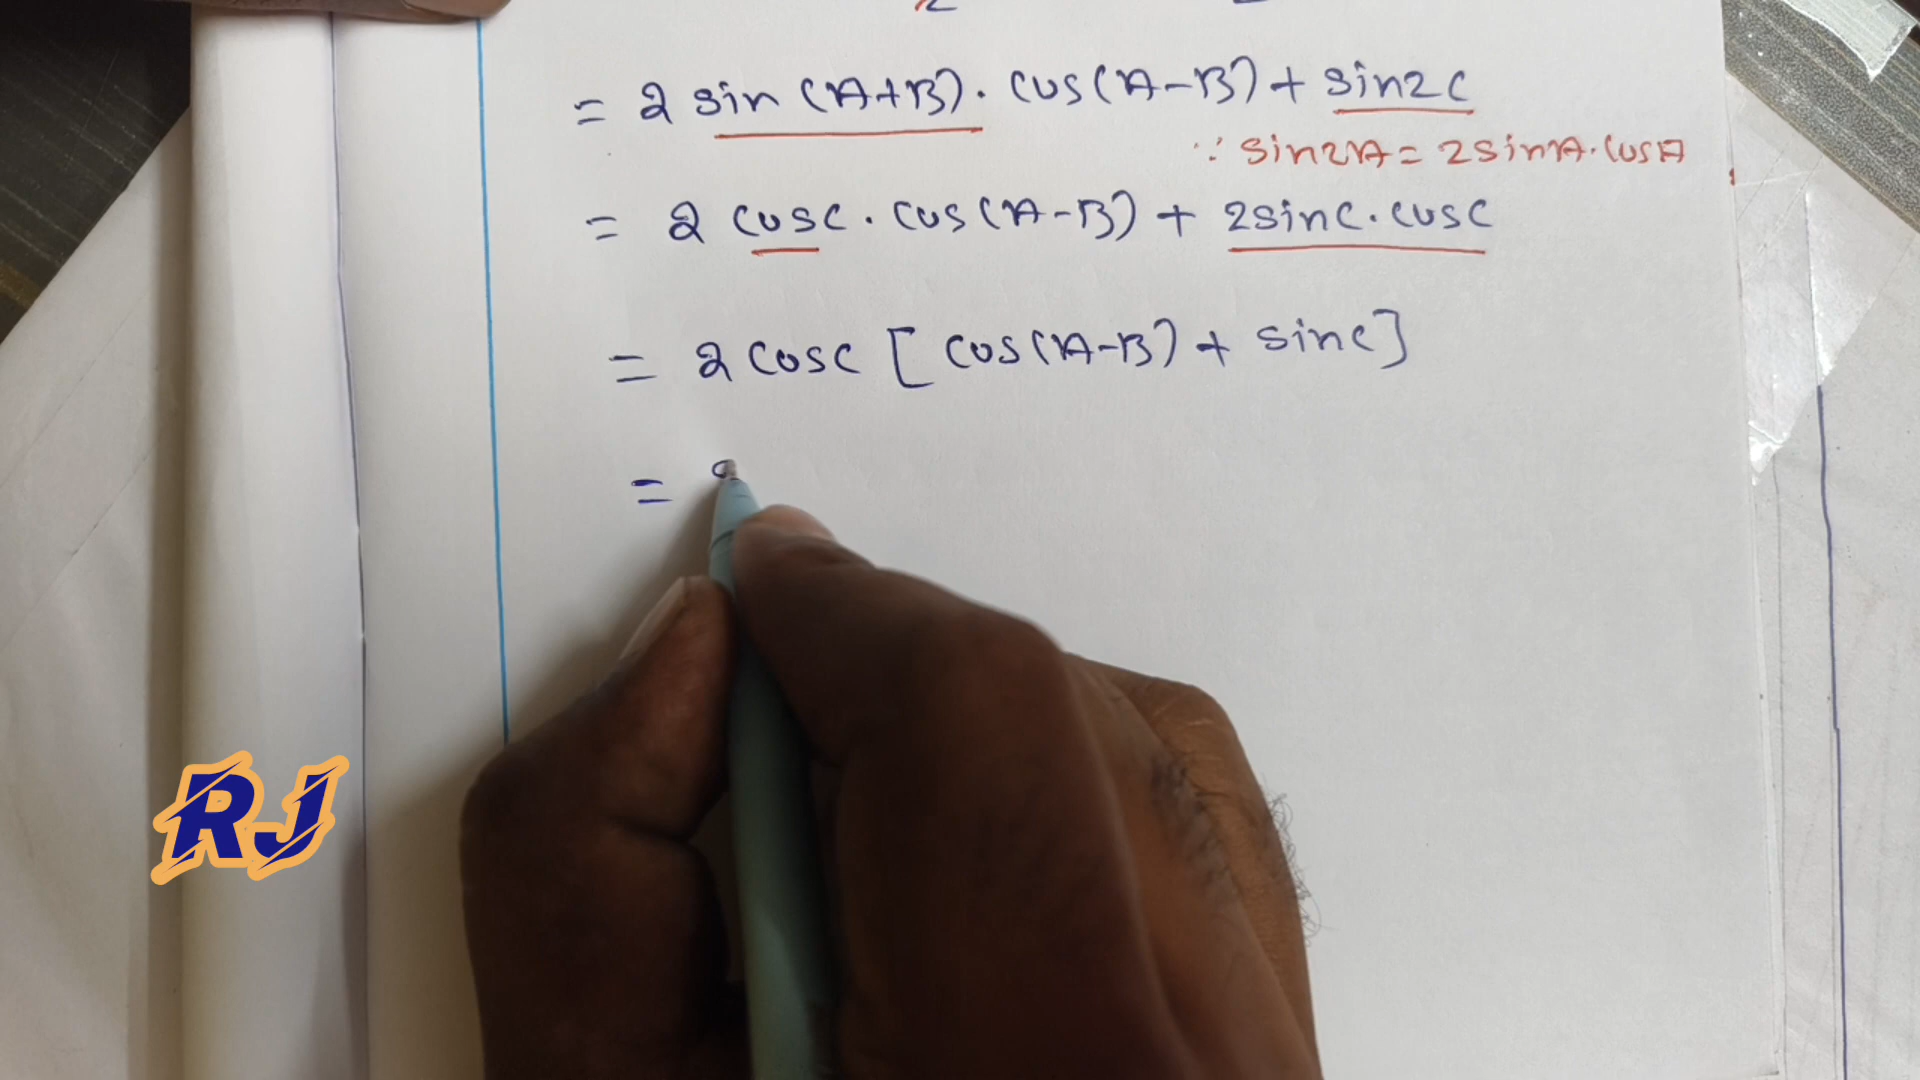 = 2 sin (A+B) . cos(A-B) + sin2C
∵ sin2A = 2sinA.cosA
= 2 cosC . cos(A-B) + 2sinC.cosC
= 2 cosC [ cos(A-B) + sinC]
=
RJ